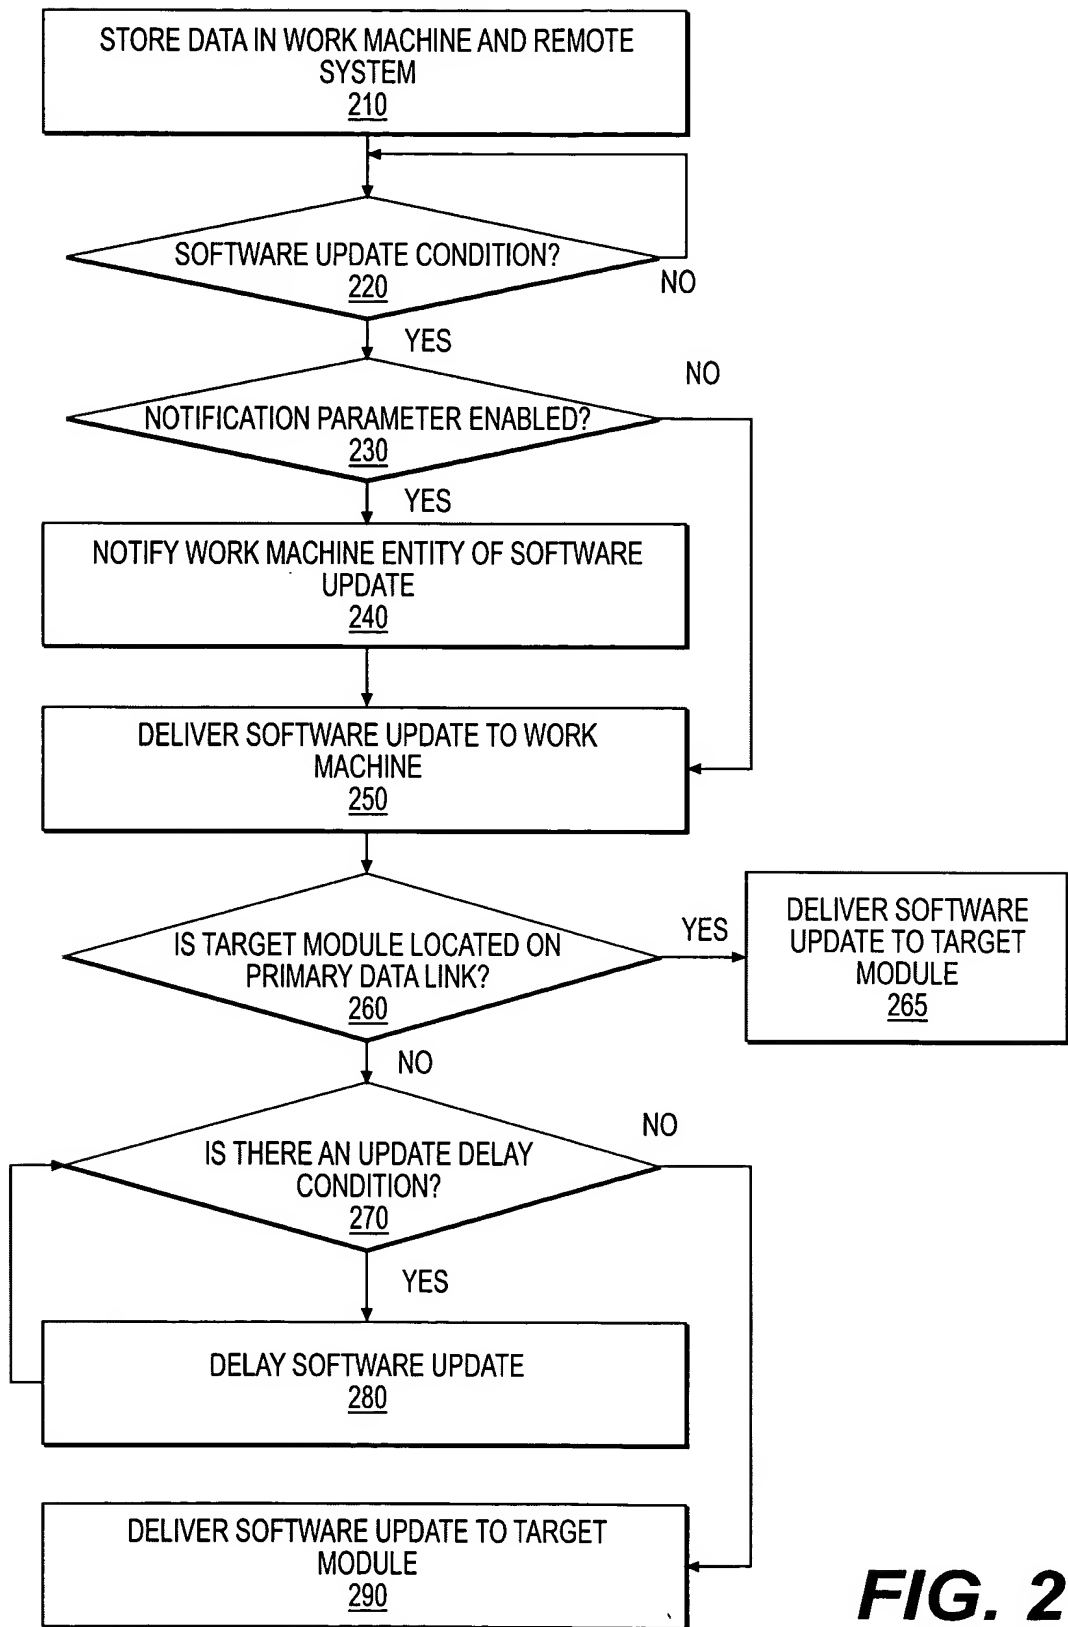 STORE DATA IN WORK MACHINE AND REMOTE
SYSTEM
210
SOFTWARE UPDATE CONDITION?
220
NO
YES
NO
NOTIFICATION PARAMETER ENABLED?
230
YES
NOTIFY WORK MACHINE ENTITY OF SOFTWARE
UPDATE
240
DELIVER SOFTWARE UPDATE TO WORK
MACHINE
250
IS TARGET MODULE LOCATED ON
PRIMARY DATA LINK?
260
YES
DELIVER SOFTWARE
UPDATE TO TARGET
MODULE
265
NO
NO
IS THERE AN UPDATE DELAY
CONDITION?
270
YES
DELAY SOFTWARE UPDATE
280
DELIVER SOFTWARE UPDATE TO TARGET
MODULE
290
FIG. 2